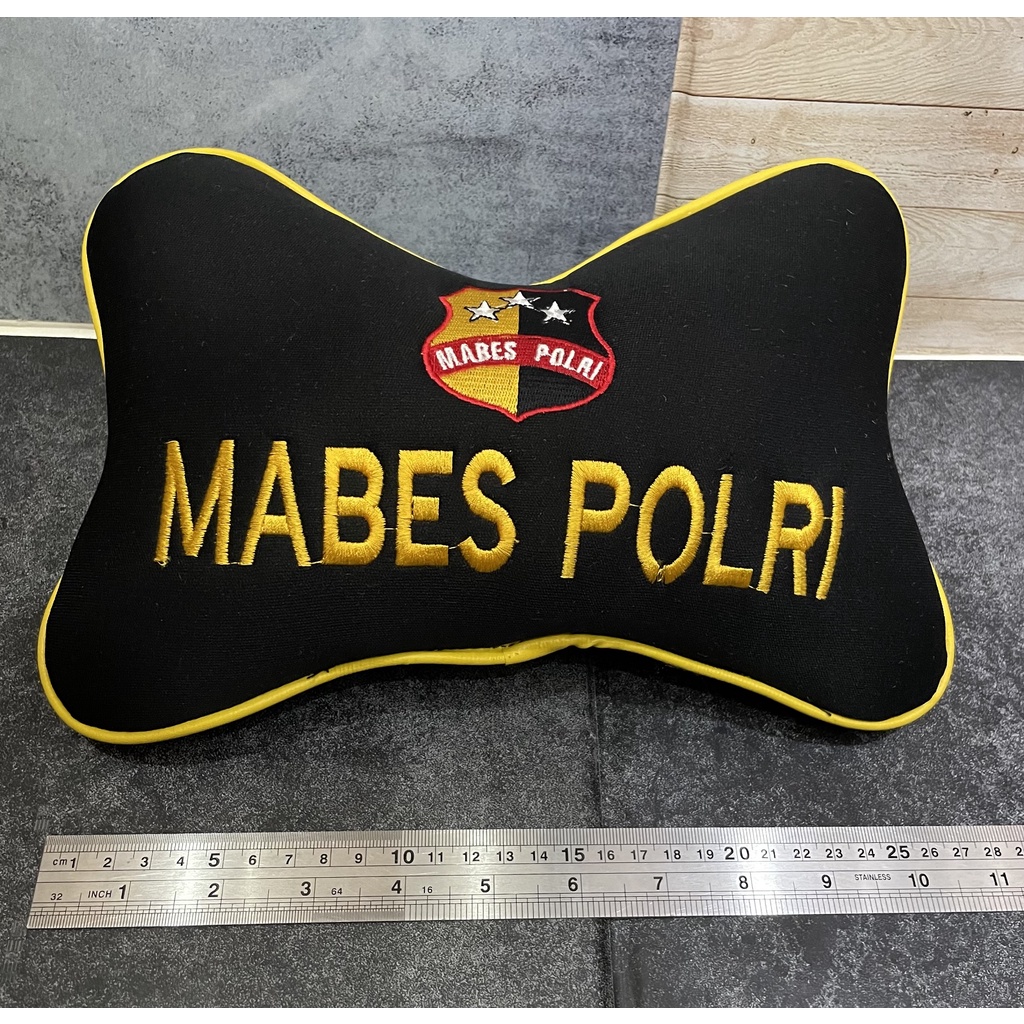 MABES POLRI
MABES POLRI
cm 1 2 3 4 5 6 7 8 9 10 11 12 13 14 15 16 17 18 19 20 21 22 23 24 25 26 27 28
32 INCH 1 2 3 64 4 16 5 6 7 8 9 STAINLESS 10 11